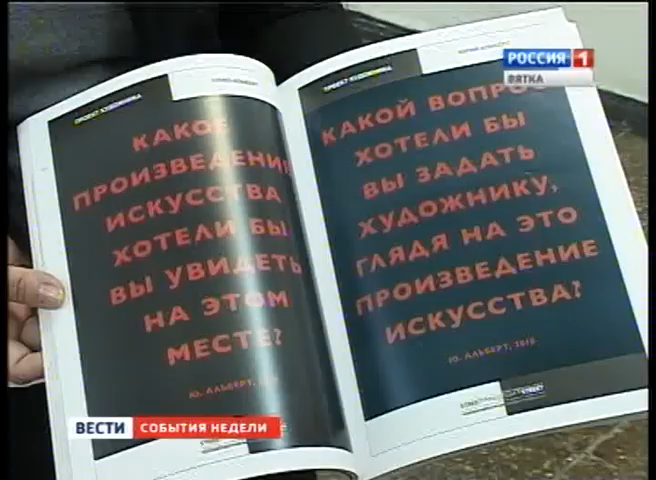 ПРОЕКТ ХУДОЖНИКА
КАКОЕ
ПРОИЗВЕДЕНИЕ
ИСКУССТВА
ХОТЕЛИ БЫ
ВЫ УВИДЕТЬ
НА ЭТОМ
МЕСТЕ?
Ю. АЛЬБЕРТ,
ПРОЕКТ ХУДОЖНИКА
КАКОЙ ВОПРОС
ХОТЕЛИ БЫ
ВЫ ЗАДАТЬ
ХУДОЖНИКУ,
ГЛЯДЯ НА ЭТО
ПРОИЗВЕДЕНИЕ
ИСКУССТВА?
Ю. АЛЬБЕРТ, 2010
РОССИЯ 1
ВЯТКА
ВЕСТИ СОБЫТИЯ НЕДЕЛИ